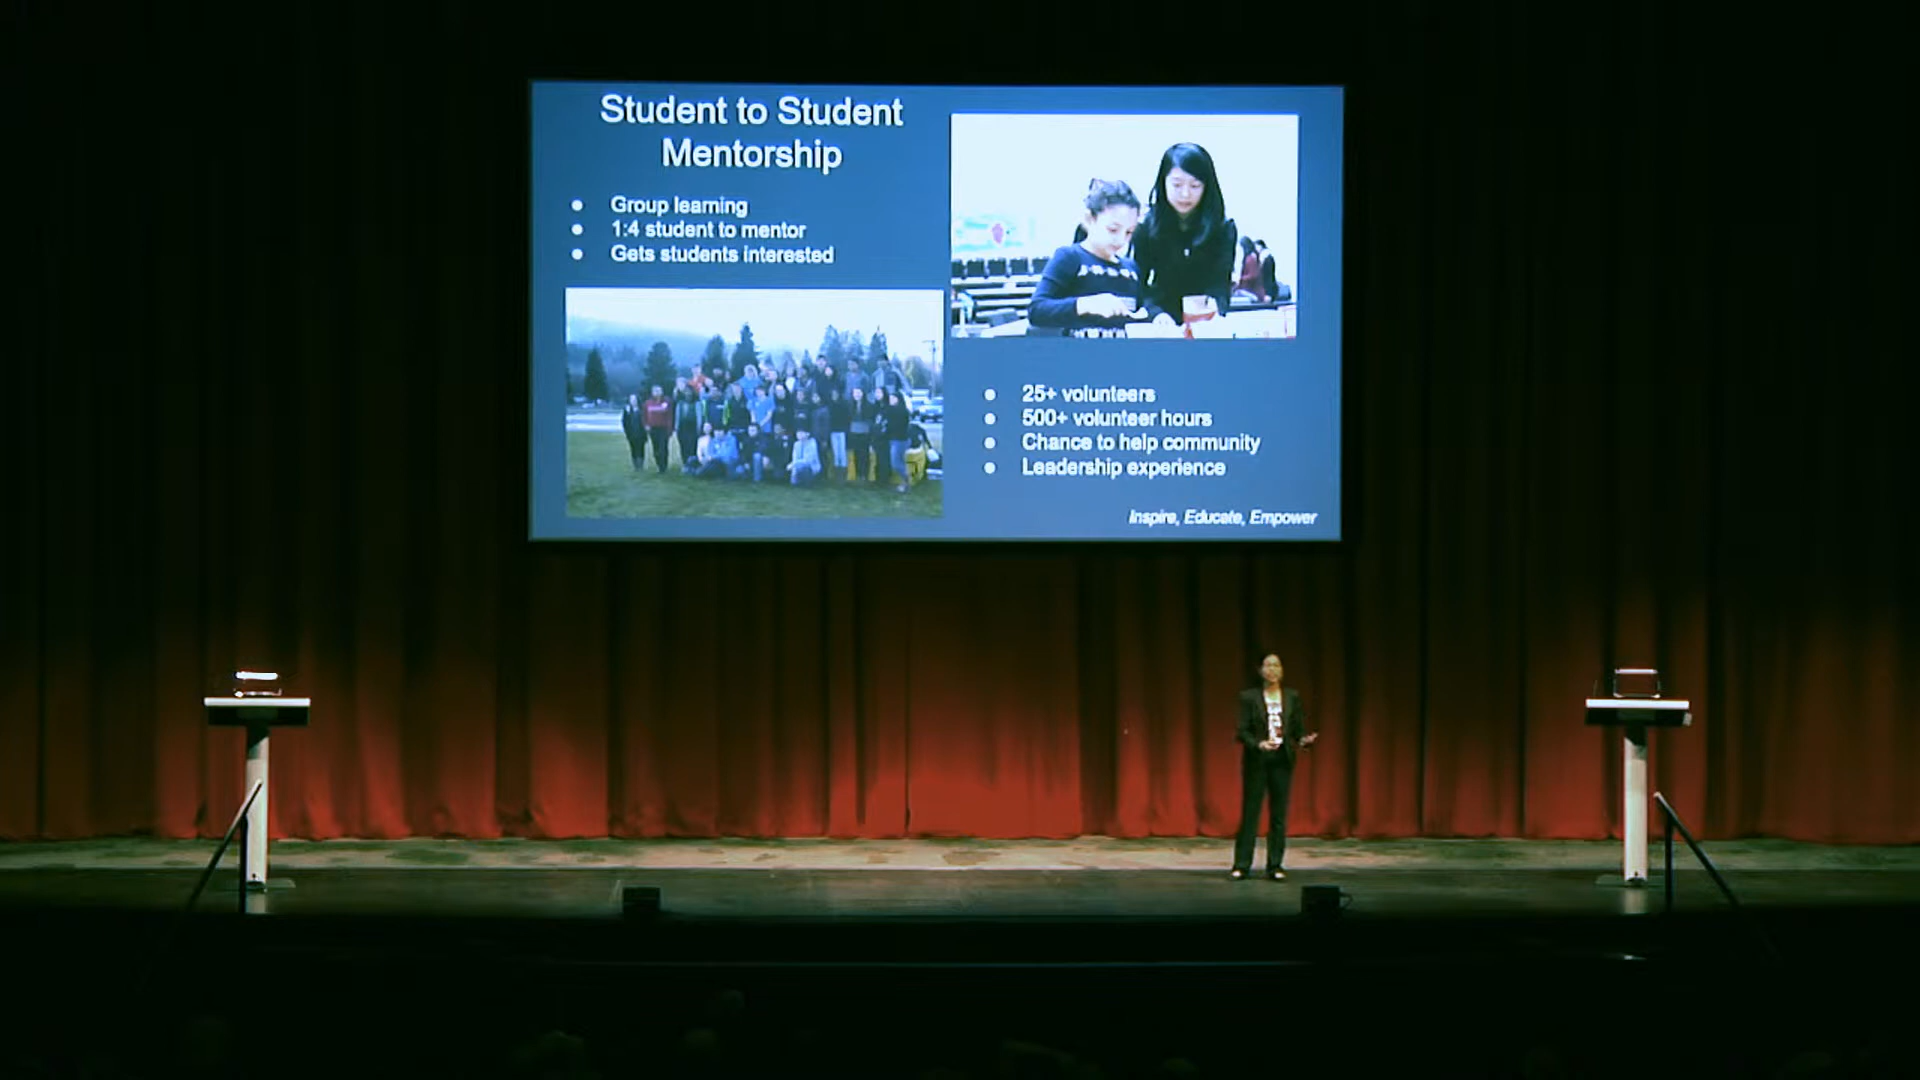 Student to Student
Mentorship
● Group learning
● 1:4 student to mentor
● Gets students interested
● 25+ volunteers
● 500+ volunteer hours
● Chance to help community
● Leadership experience
Inspire, Educate, Empower